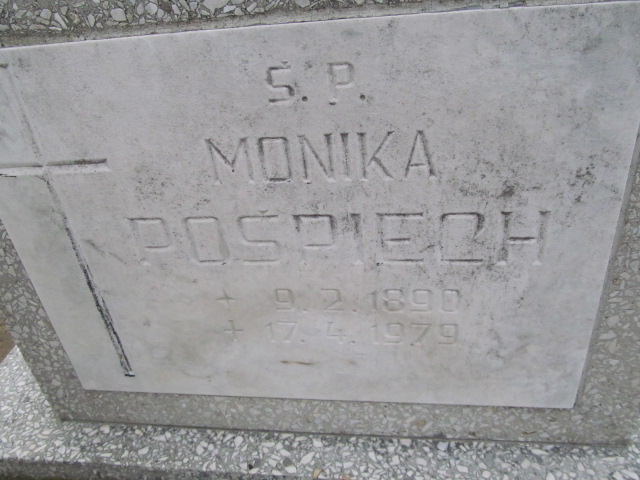 Ś. P.
MONIKA
POŚPIECH
+ 9. 2. 1890
+ 17. 4. 1979